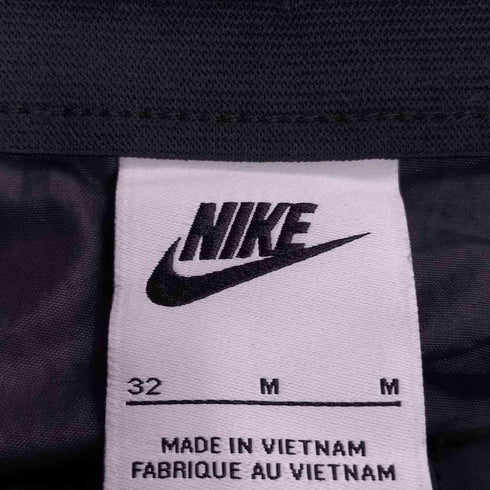 NIKE
32 M M
MADE IN VIETNAM
FABRIQUE AU VIETNAM